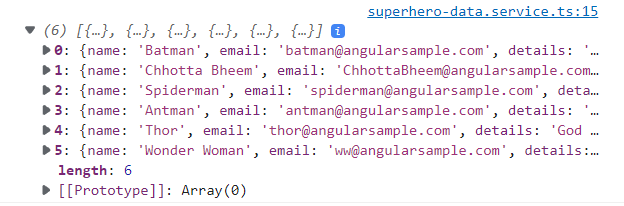 superhero-data.service.ts:15
(6) [{…}, {…}, {…}, {…}, {…}, {…}] i
0: {name: 'Batman', email: 'batman@angularsample.com', details: '…
1: {name: 'Chhotta Bheem', email: 'ChhottaBheem@angularsample.com…
2: {name: 'Spiderman', email: 'spiderman@angularsample.com', deta…
3: {name: 'Antman', email: 'antman@angularsample.com', details: '…
4: {name: 'Thor', email: 'thor@angularsample.com', details: 'God …
5: {name: 'Wonder Woman', email: 'ww@angularsample.com', details:…
length: 6
[[Prototype]]: Array(0)